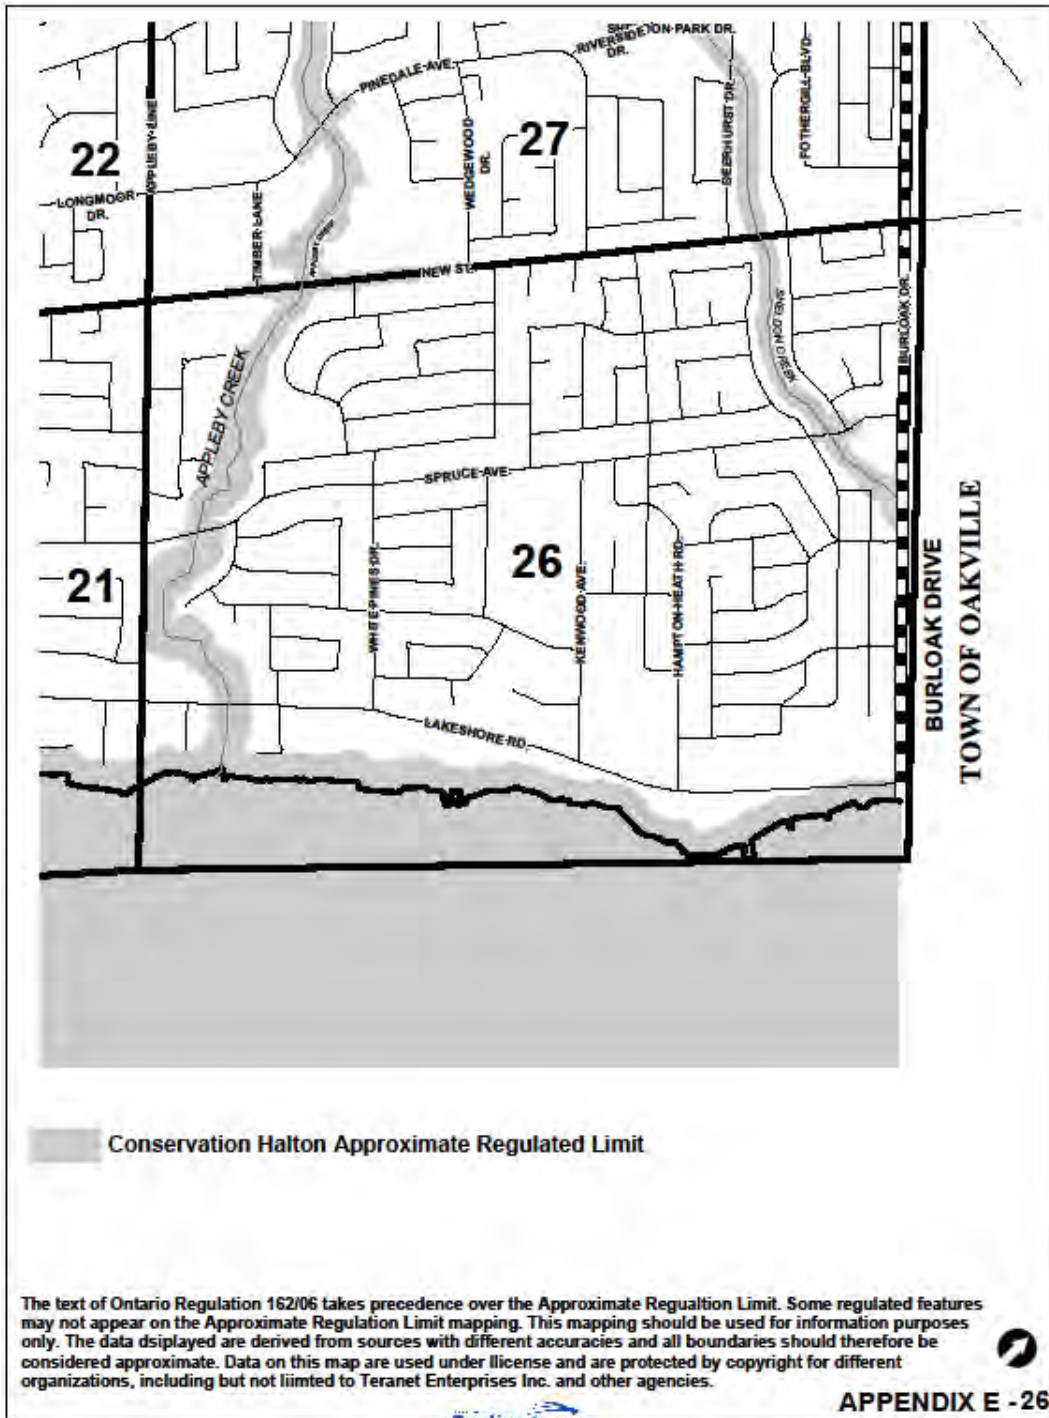 SHELDON-PARK DR.
RIVERSIDE
DR.
PINEDALE-AVE.
APPLEBY-LINE
22
27
WEDGEWOOD
DR.
DEERHURST DR.
FOTHERGILL-BLVD.
LONGMOOR
DR.
TIMBER-LANE
APPLEBY CREEK
NEW ST.
BURLOAK DR.
SHELDON CREEK
APPLEBY CREEK
SPRUCE-AVE.
21
26
WHITE-PINES-DR.
KENWOOD-AVE.
HAMPTON-HEATH-RD.
BURLOAK DRIVE
TOWN OF OAKVILLE
LAKESHORE-RD.
Conservation Halton Approximate Regulated Limit
The text of Ontario Regulation 162/06 takes precedence over the Approximate Regualtion Limit. Some regulated features
may not appear on the Approximate Regulation Limit mapping. This mapping should be used for information purposes
only. The data dsiplayed are derived from sources with different accuracies and all boundaries should therefore be
considered approximate. Data on this map are used under llicense and are protected by copyright for different
organizations, including but not liimted to Teranet Enterprises Inc. and other agencies.
APPENDIX E - 26